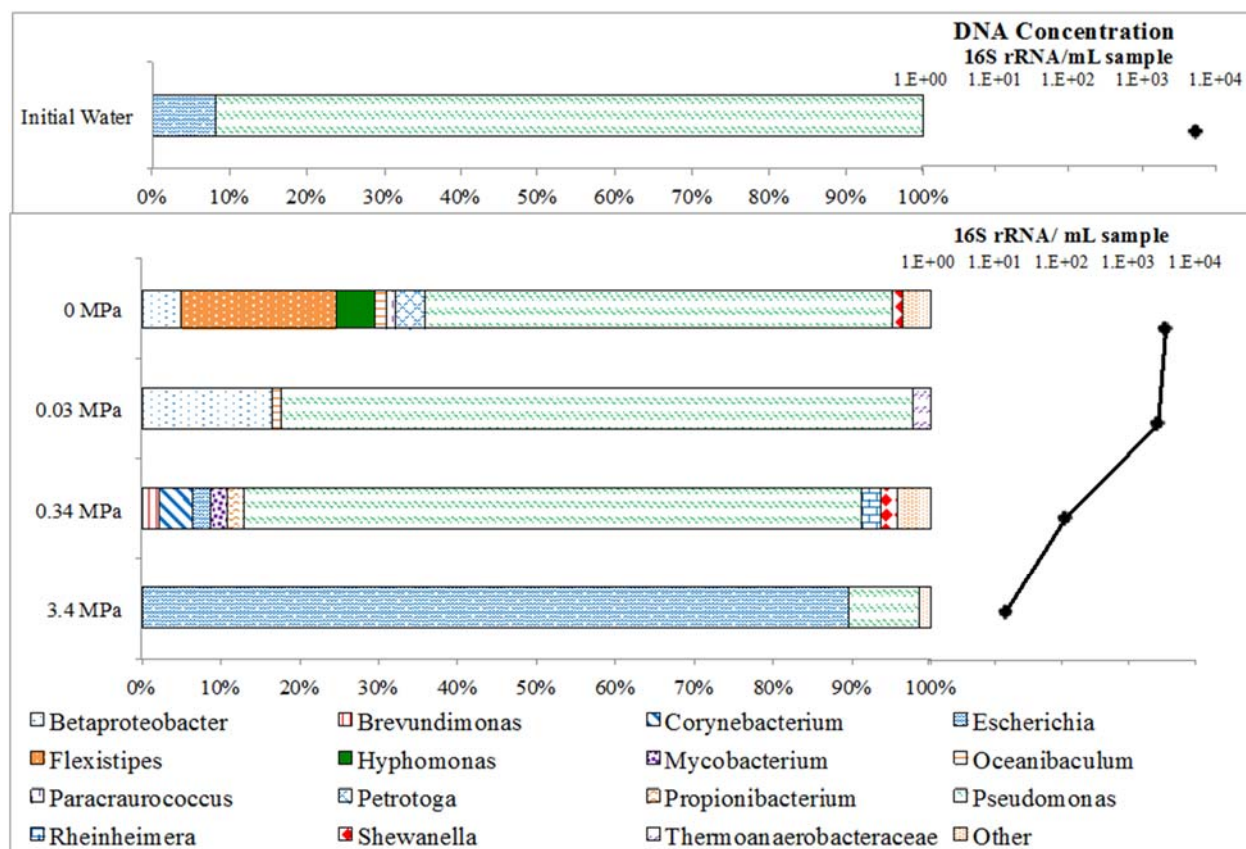 DNA Concentration
16S rRNA/mL sample
1.E+00 1.E+01 1.E+02 1.E+03 1.E+04
Initial Water
0% 10% 20% 30% 40% 50% 60% 70% 80% 90% 100%
16S rRNA/ mL sample
1.E+00 1.E+01 1.E+02 1.E+03 1.E+04
0 MPa
0.03 MPa
0.34 MPa
3.4 MPa
0% 10% 20% 30% 40% 50% 60% 70% 80% 90% 100%
Betaproteobacter Brevundimonas Corynebacterium Escherichia
Flexistipes Hyphomonas Mycobacterium Oceanibaculum
Paracraurococcus Petrotoga Propionibacterium Pseudomonas
Rheinheimera Shewanella Thermoanaerobacteraceae Other